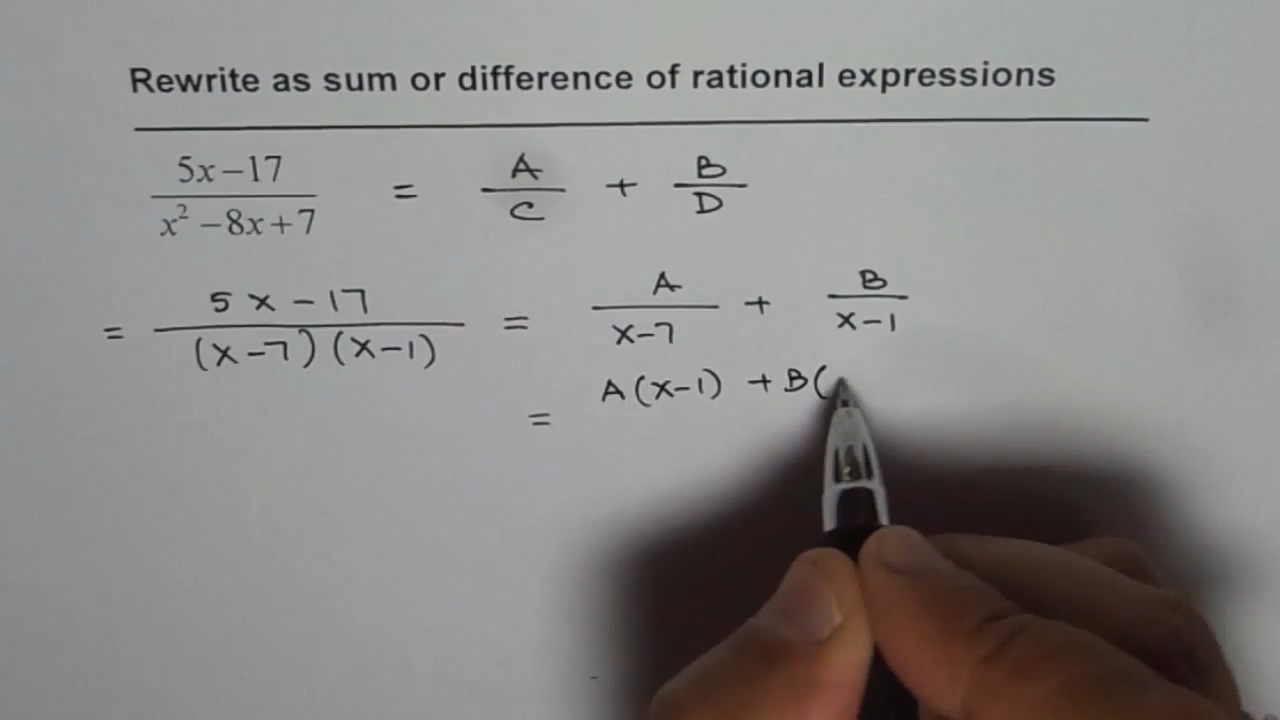 Rewrite as sum or difference of rational expressions
5x−17 / x² −8x+7 = A/C + B/D
= 5x−17 / (x−7)(x−1) = A/x−7 + B/x−1
= A(x−1) + B(